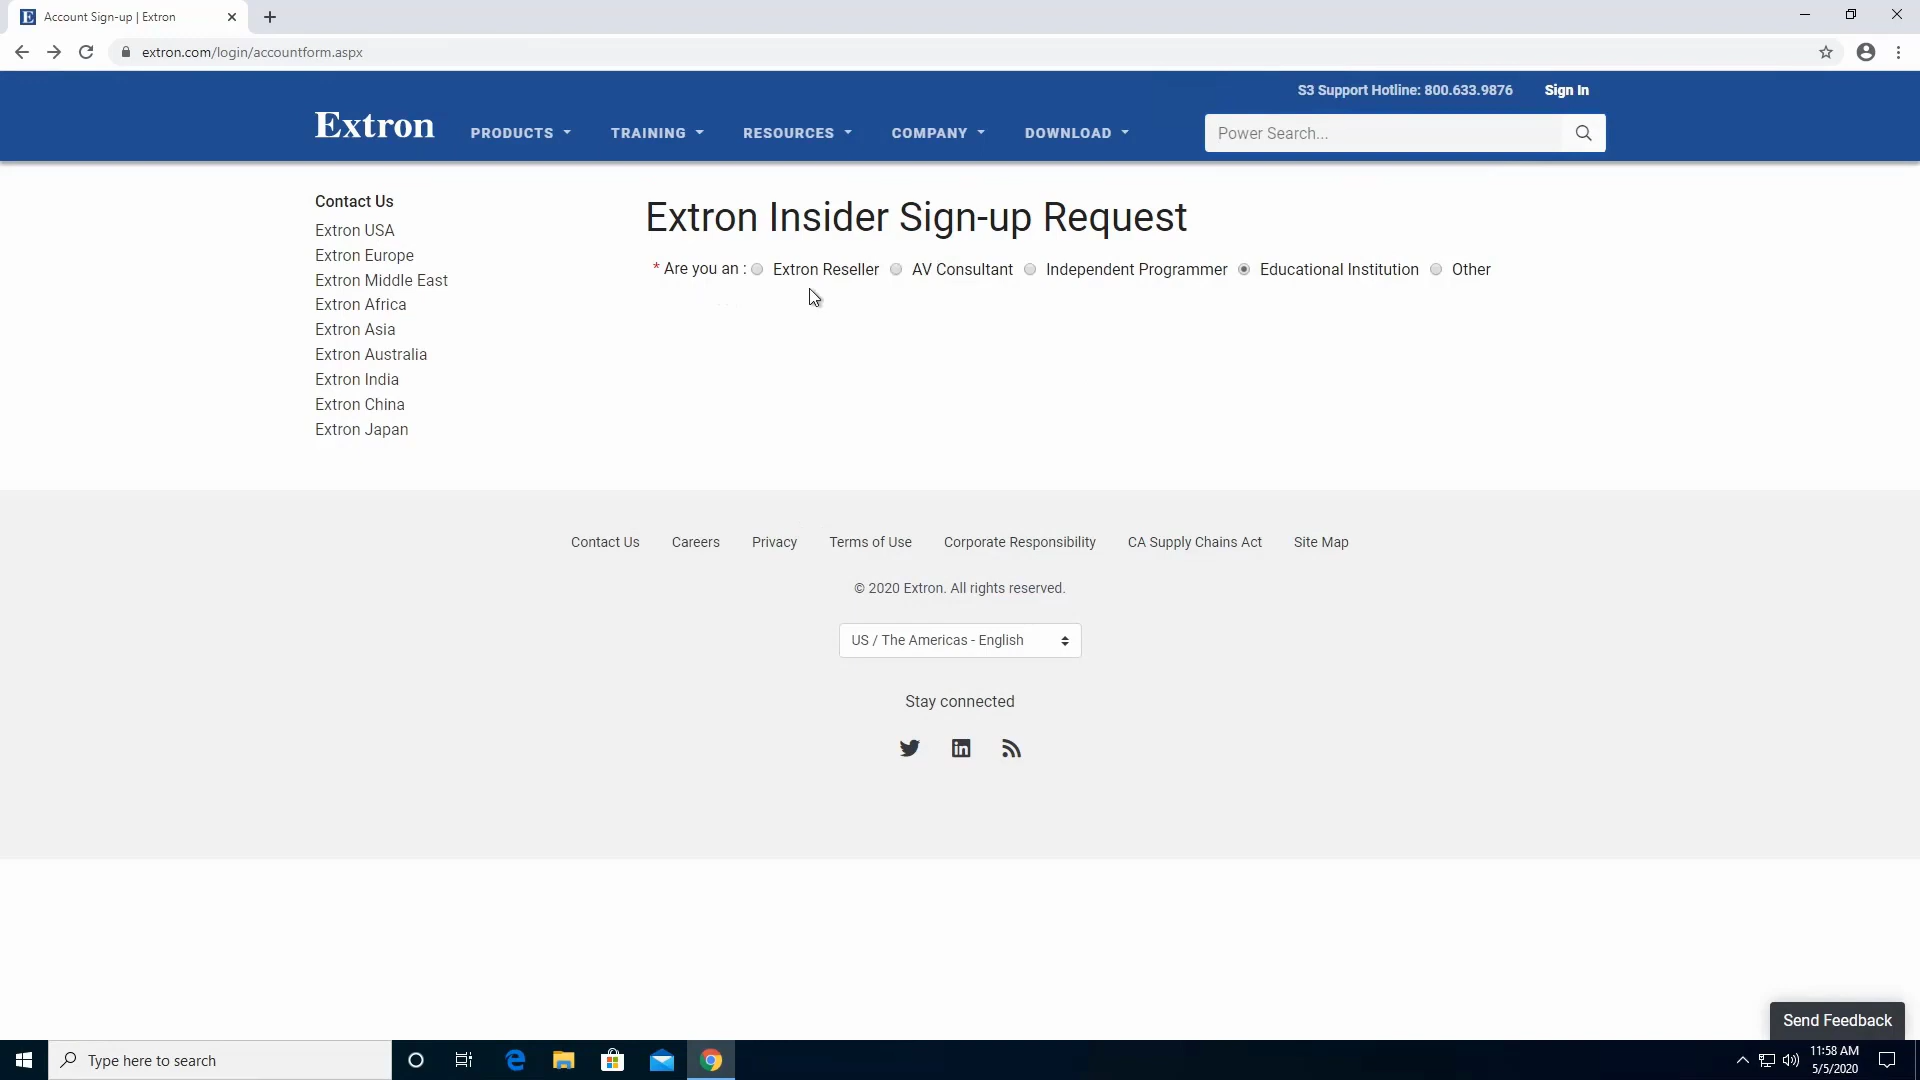 Account Sign-up | Extron
extron.com/login/accountform.aspx
S3 Support Hotline: 800.633.9876 Sign In
Extron PRODUCTS TRAINING RESOURCES COMPANY DOWNLOAD Power Search...
Contact Us
Extron USA
Extron Europe
Extron Middle East
Extron Africa
Extron Asia
Extron Australia
Extron India
Extron China
Extron Japan
Extron Insider Sign-up Request
* Are you an : Extron Reseller AV Consultant Independent Programmer Educational Institution Other
Contact Us Careers Privacy Terms of Use Corporate Responsibility CA Supply Chains Act Site Map
© 2020 Extron. All rights reserved.
US / The Americas - English
Stay connected
Send Feedback
Type here to search
11:58 AM
5/5/2020